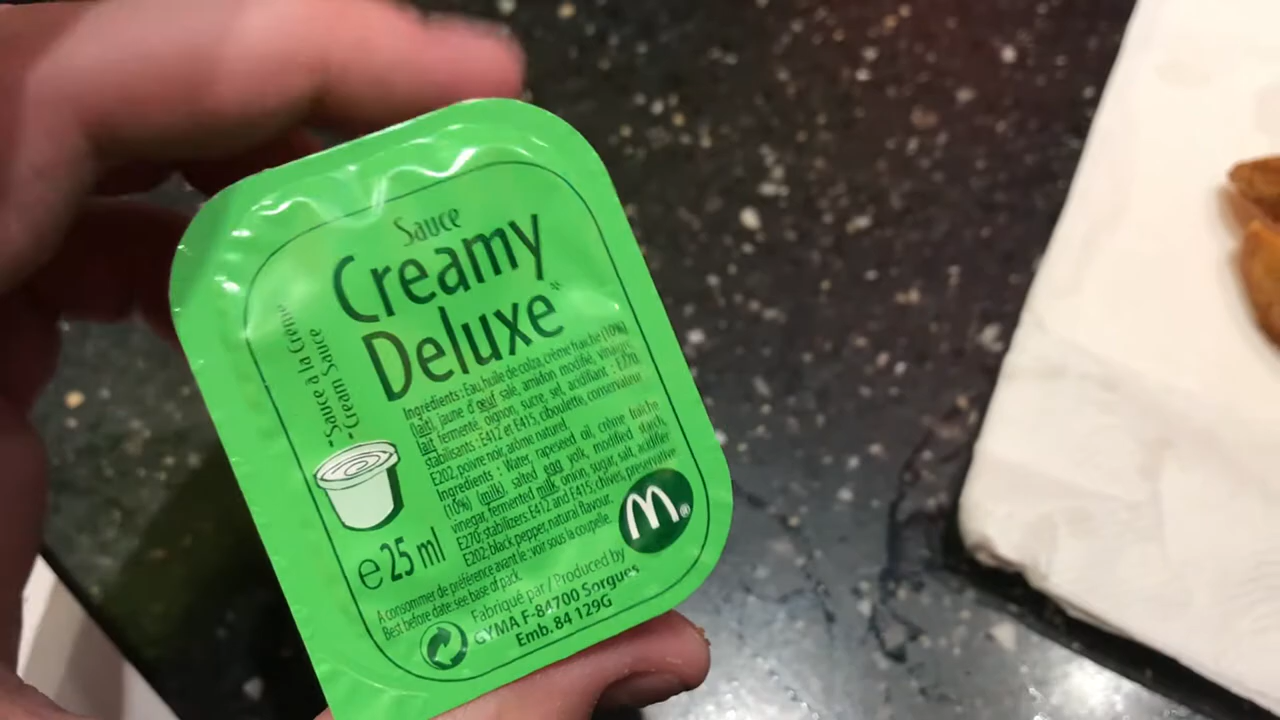 Sauce
Creamy
Deluxe*
*Sauce à la Crème
*Cream Sauce
Ingrédients : Eau, huile de colza, crème fraîche (10%)
(lait), jaune d'œuf salé, amidon modifié, vinaigre,
lait fermenté, oignon, sucre, sel, acidifiant : E270,
stabilisants : E412 et E415, ciboulette, conservateur
E202, poivre noir, arôme naturel.
Ingredients : Water, rapeseed oil, crème fraîche
(10%) (milk), salted egg yolk, modified starch,
vinegar, fermented milk, onion, sugar, salt, acidifier
E270; stabilizers: E412 and E415; chives, preservative
E202; black pepper, natural flavour.
e 25 ml
M®
A consommer de préférence avant le : voir sous la coupelle.
Best before date: see base of pack.
Fabriqué par / Produced by
GYMA F-84700 Sorgues
Emb. 84 129G